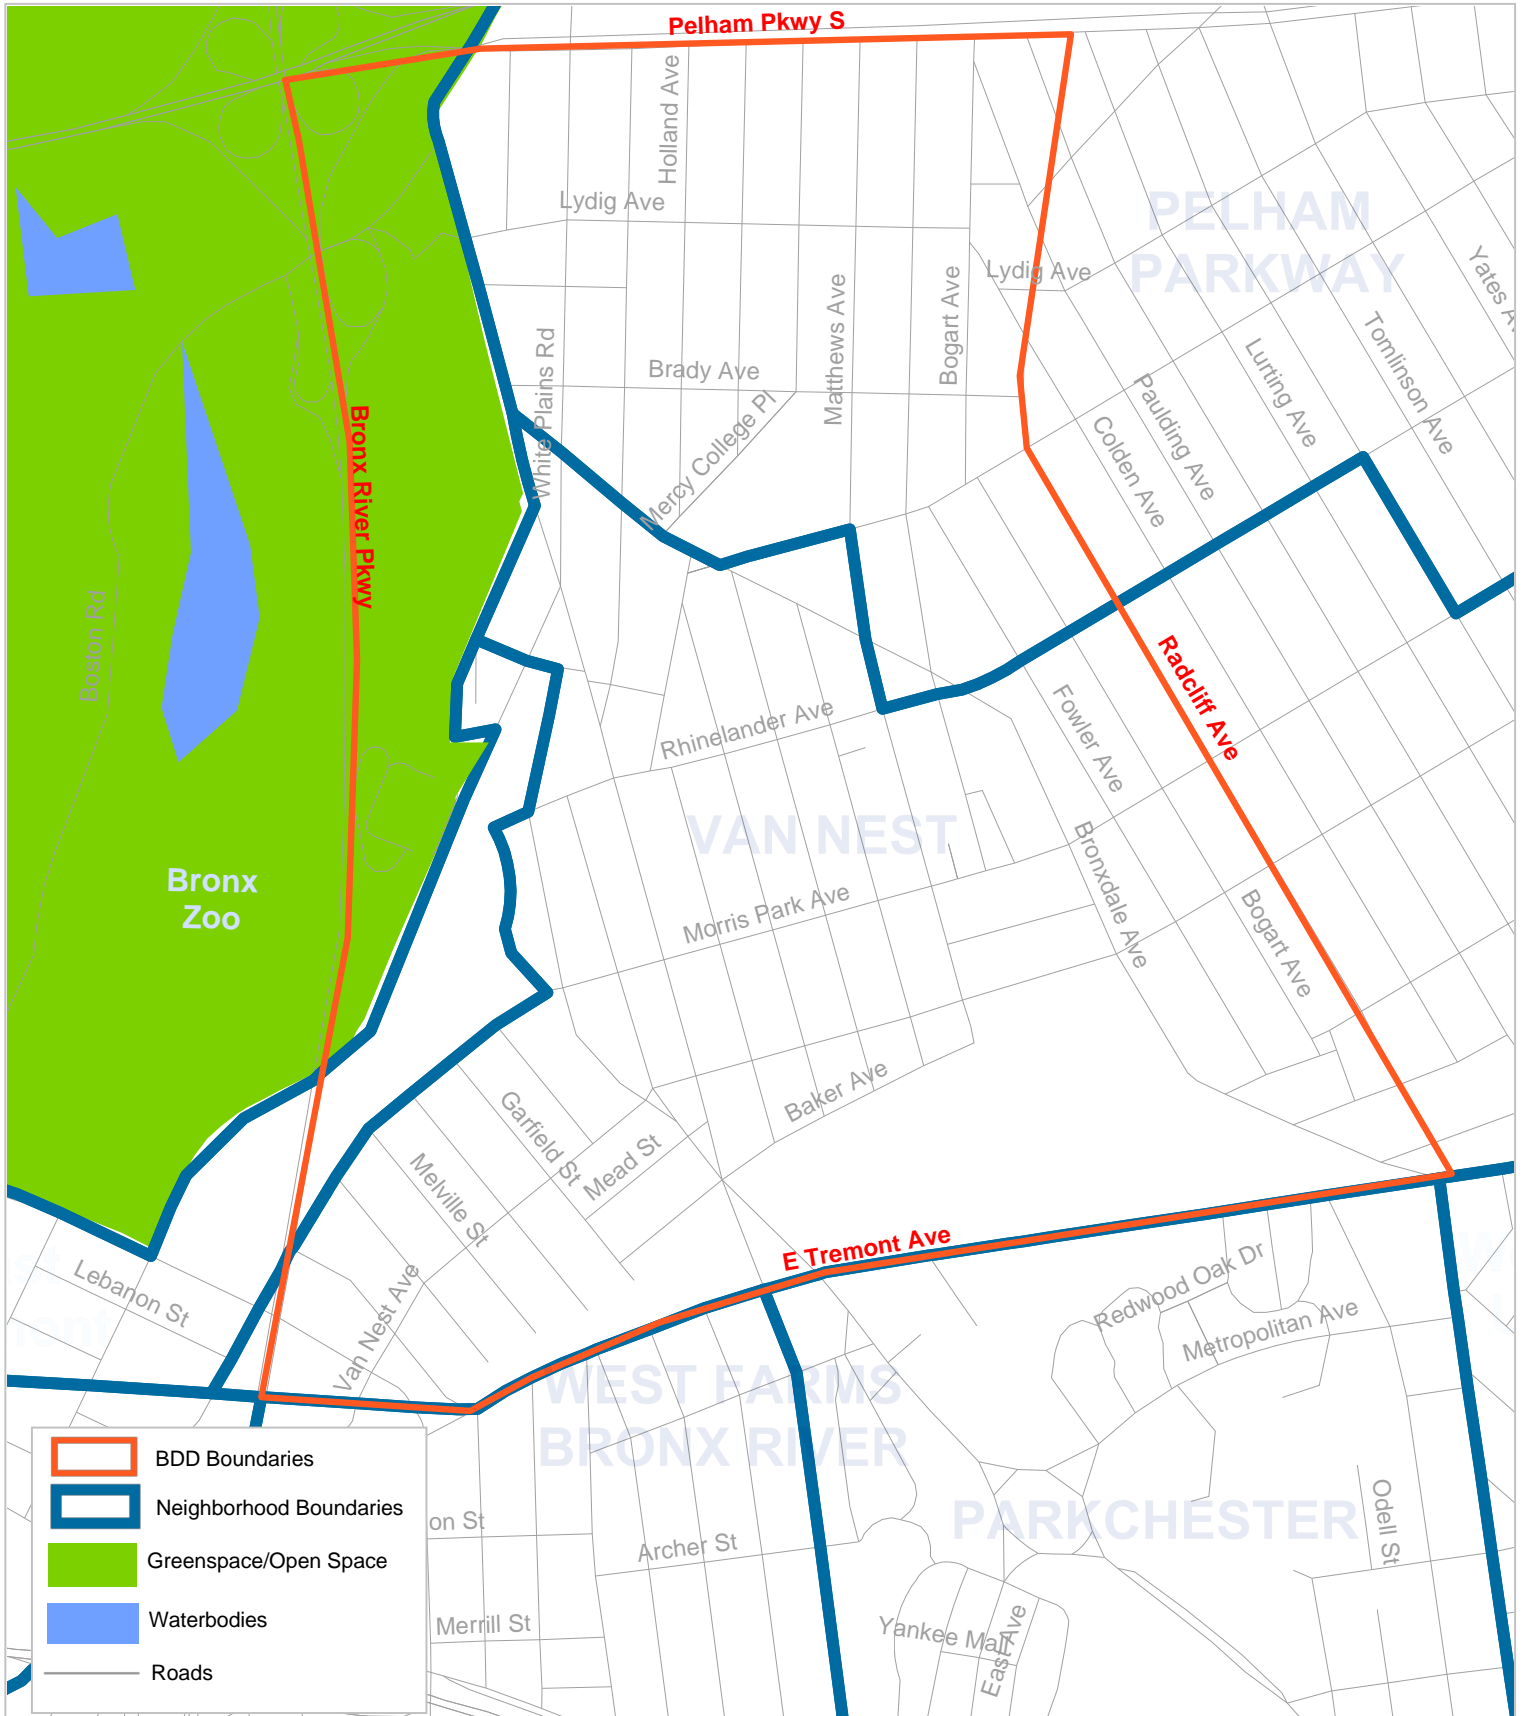 Pelham Pkwy S
Holland Ave
Lydig Ave
PELHAM
PARKWAY
Lydig Ave
Yates
Bogart Ave
Matthews Ave
White Plains Rd
Brady Ave
Mercy College Pl
Tomlinson Ave
Lurting Ave
Paulding Ave
Colden Ave
Bronx River Pkwy
Boston Rd
Radcliff Ave
Rhinelander Ave
Fowler Ave
VAN NEST
Bronx
Zoo
Morris Park Ave
Bronxdale Ave
Bogart Ave
Baker Ave
Garfield St
Mead St
Melville St
E Tremont Ave
Lebanon St
Van Nest Ave
Redwood Oak Dr
Metropolitan Ave
WEST FARMS
BRONX RIVER
PARKCHESTER
Odell St
on St
Archer St
Merrill St
Yankee Mall
East Ave
BDD Boundaries
Neighborhood Boundaries
Greenspace/Open Space
Waterbodies
Roads